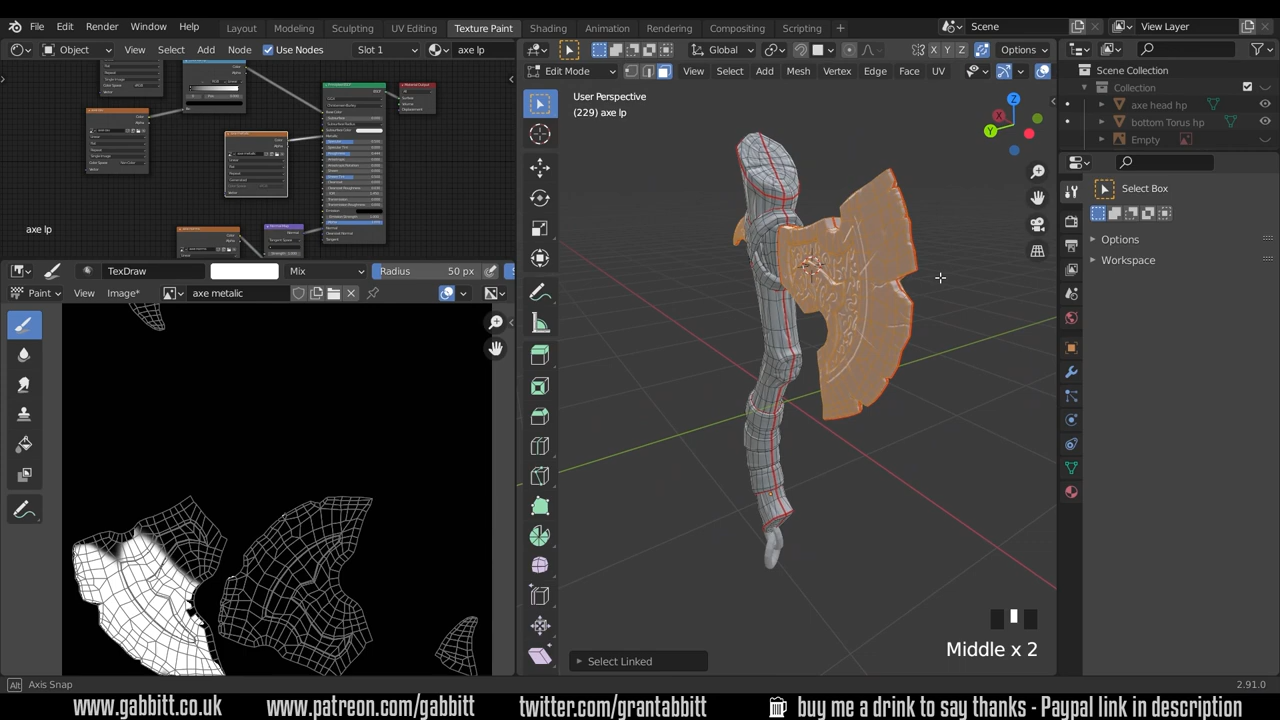 File Edit Render Window Help
Layout Modeling Sculpting UV Editing Texture Paint Shading Animation Rendering Compositing Scripting +
Scene
View Layer
Object View Select Add Node Use Nodes Slot 1 axe lp
Global X Y Z Options
Edit Mode View Select Add Mesh Vertex Edge Face UV
Scene Collection
Collection
axe head hp
bottom Torus hp
Empty
User Perspective
(229) axe lp
Z
X
Y
Select Box
Options
Workspace
axe lp
TexDraw Mix Radius 50 px S
Paint View Image* axe metalic
Middle x 2
Select Linked
Alt Axis Snap 2.91.0
www.gabbitt.co.uk www.patreon.com/gabbitt twitter.com/grantabbitt buy me a drink to say thanks - Paypal link in description